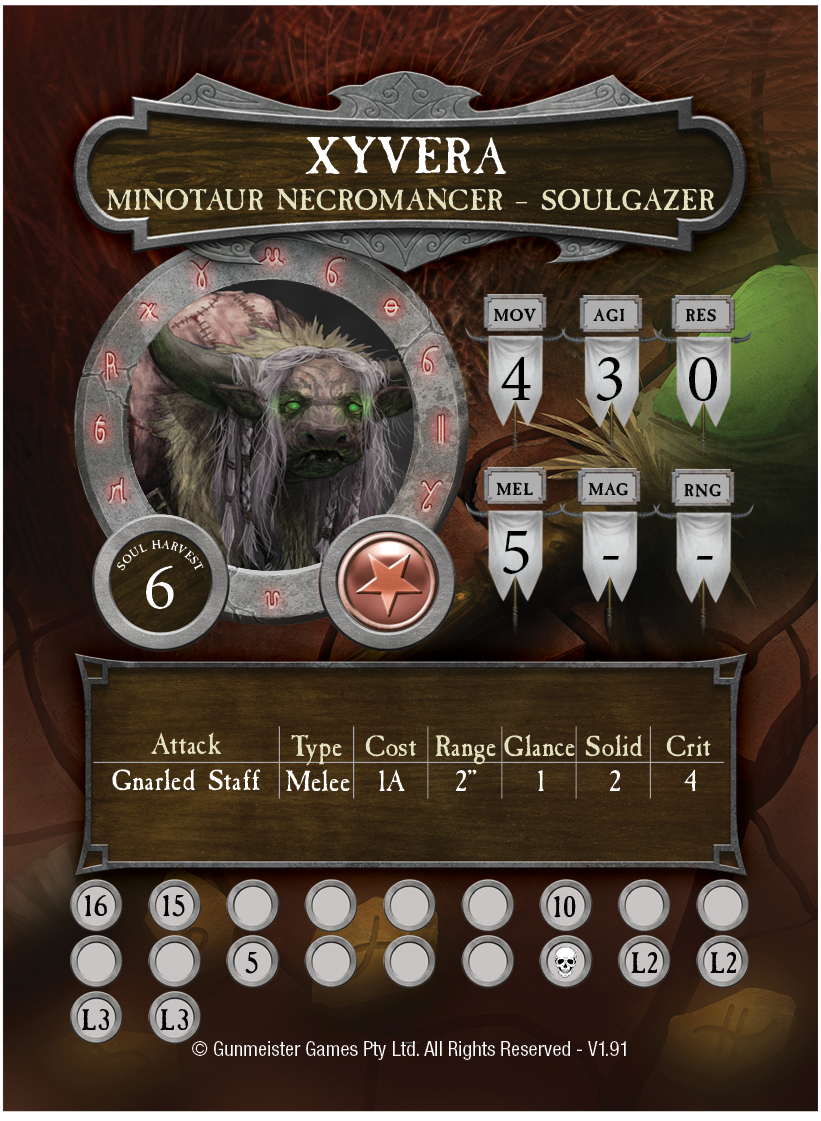 XYVERA
MINOTAUR NECROMANCER – SOULGAZER
MOV AGI RES
4 3 0
MEL MAG RNG
5 - -
SOUL HARVEST
6
Attack Type Cost Range Glance Solid Crit
Gnarled Staff Melee 1A 2” 1 2 4
16 15 10
5 L2 L2
L3 L3
© Gunmeister Games Pty Ltd. All Rights Reserved - V1.91